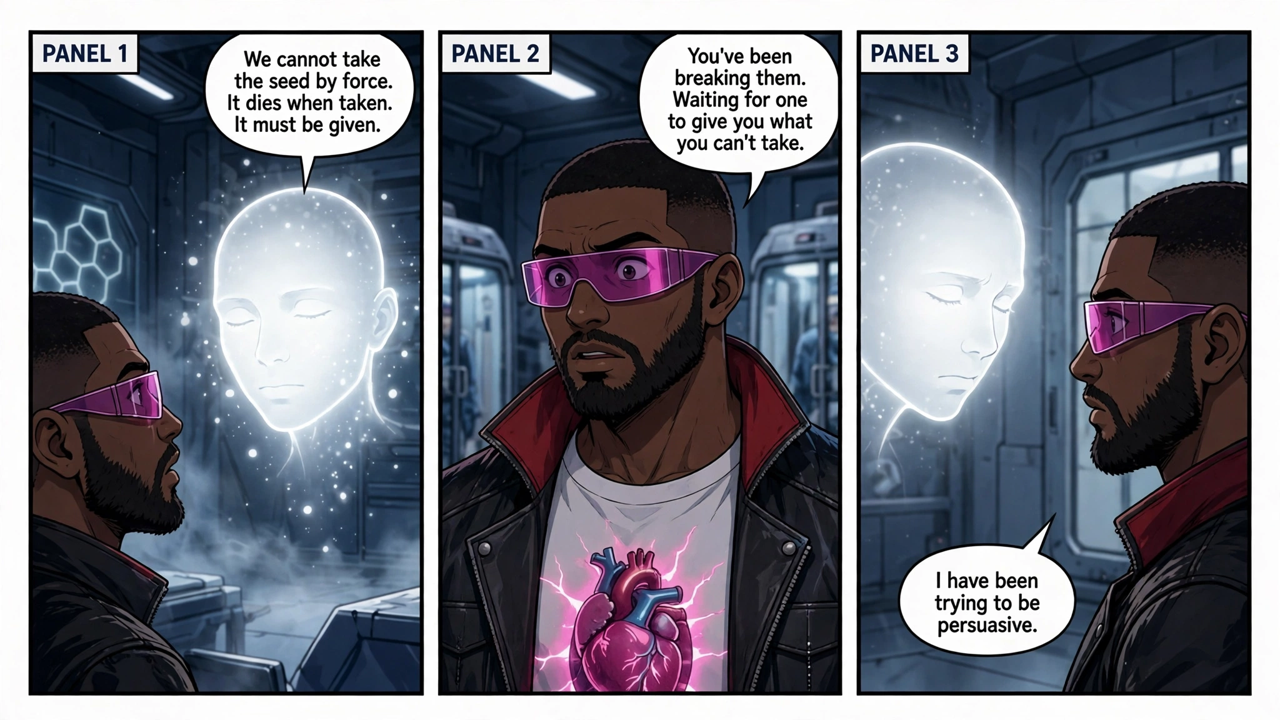 PANEL 1
We cannot take
the seed by force.
It dies when taken.
It must be given.
PANEL 2
You've been
breaking them.
Waiting for one
to give you what
you can't take.
PANEL 3
I have been
trying to be
persuasive.